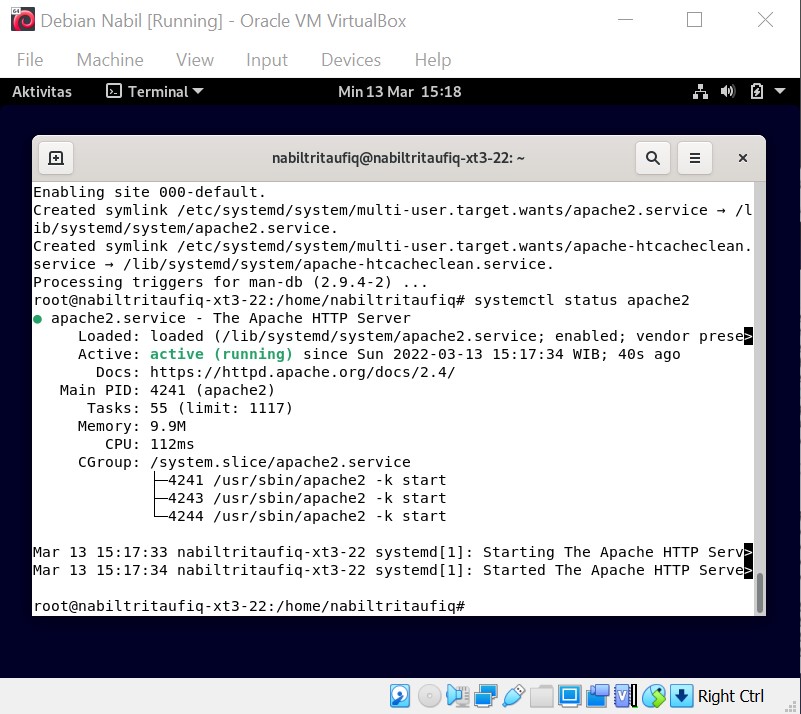 Debian Nabil [Running] - Oracle VM VirtualBox
File Machine View Input Devices Help
Aktivitas Terminal Min 13 Mar 15:18
nabiltritaufiq@nabiltritaufiq-xt3-22: ~
Enabling site 000-default.
Created symlink /etc/systemd/system/multi-user.target.wants/apache2.service → /l
ib/systemd/system/apache2.service.
Created symlink /etc/systemd/system/multi-user.target.wants/apache-htcacheclean.
service → /lib/systemd/system/apache-htcacheclean.service.
Processing triggers for man-db (2.9.4-2) ...
root@nabiltritaufiq-xt3-22:/home/nabiltritaufiq# systemctl status apache2
● apache2.service - The Apache HTTP Server
Loaded: loaded (/lib/systemd/system/apache2.service; enabled; vendor prese>
Active: active (running) since Sun 2022-03-13 15:17:34 WIB; 40s ago
Docs: https://httpd.apache.org/docs/2.4/
Main PID: 4241 (apache2)
Tasks: 55 (limit: 1117)
Memory: 9.9M
CPU: 112ms
CGroup: /system.slice/apache2.service
├─4241 /usr/sbin/apache2 -k start
├─4243 /usr/sbin/apache2 -k start
└─4244 /usr/sbin/apache2 -k start
Mar 13 15:17:33 nabiltritaufiq-xt3-22 systemd[1]: Starting The Apache HTTP Serv>
Mar 13 15:17:34 nabiltritaufiq-xt3-22 systemd[1]: Started The Apache HTTP Serve>
root@nabiltritaufiq-xt3-22:/home/nabiltritaufiq#
Right Ctrl